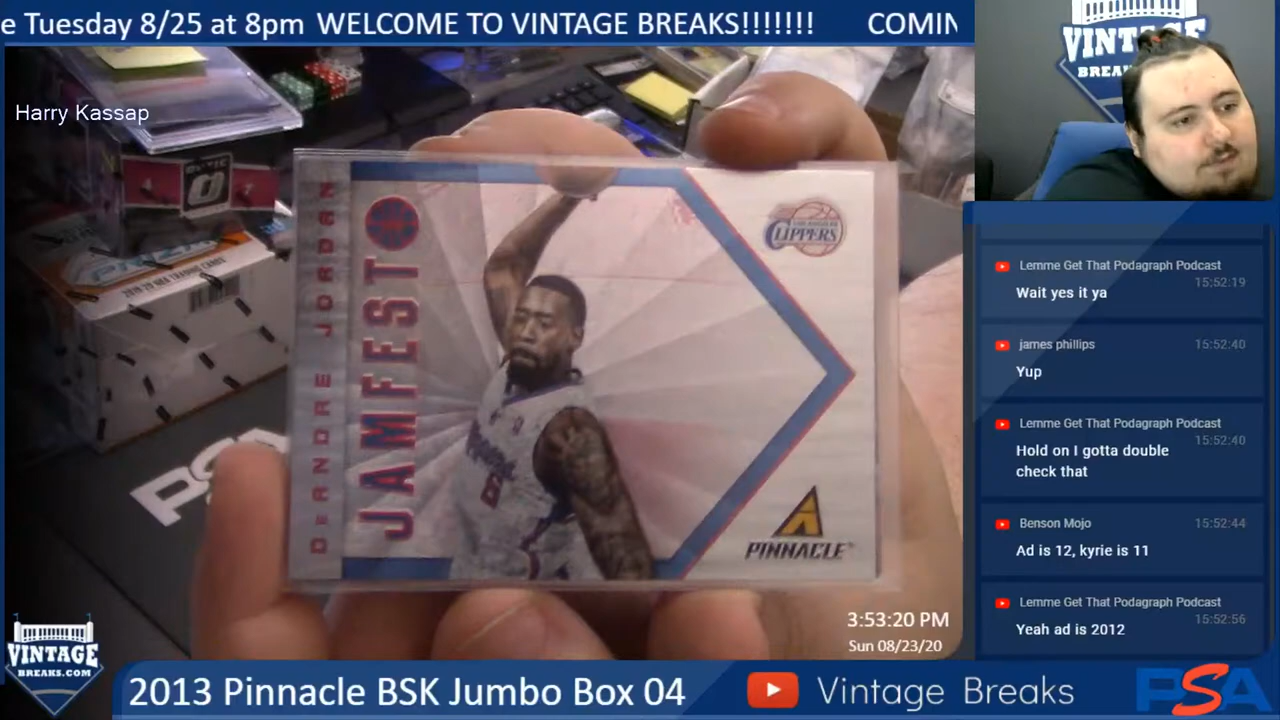 e Tuesday 8/25 at 8pm WELCOME TO VINTAGE BREAKS!!!!!!! COMIN
VINTAGE
BREAK
Harry Kassap
DEANDRE JORDAN
JAMFEST
CLIPPERS
PINNACLE
PSA
Lemme Get That Podagraph Podcast
15:52:19
Wait yes it ya
james phillips
15:52:40
Yup
Lemme Get That Podagraph Podcast
15:52:40
Hold on I gotta double
check that
Benson Mojo
15:52:44
Ad is 12, kyrie is 11
Lemme Get That Podagraph Podcast
15:52:56
Yeah ad is 2012
3:53:20 PM
Sun 08/23/20
VINTAGE
BREAKS.COM
2013 Pinnacle BSK Jumbo Box 04
Vintage Breaks
PSA